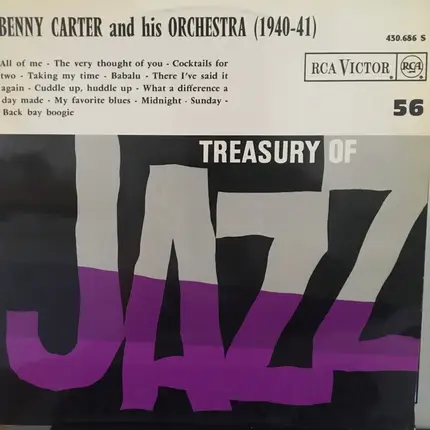 BENNY CARTER and his ORCHESTRA (1940-41)
430.686 S
All of me - The very thought of you - Cocktails for
two - Taking my time - Babalu - There I've said it
again - Cuddle up, huddle up - What a difference a
day made - My favorite blues - Midnight - Sunday -
Back bay boogie
RCA VICTOR
RCA
56
TREASURY OF
JAZZ